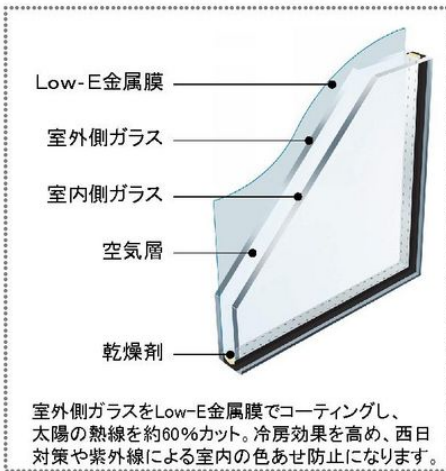 Low-E金属膜
室外側ガラス
室内側ガラス
空気層
乾燥剤
室外側ガラスをLow-E金属膜でコーティングし、
太陽の熱線を約60%カット。冷房効果を高め、西日
対策や紫外線による室内の色あせ防止になります。